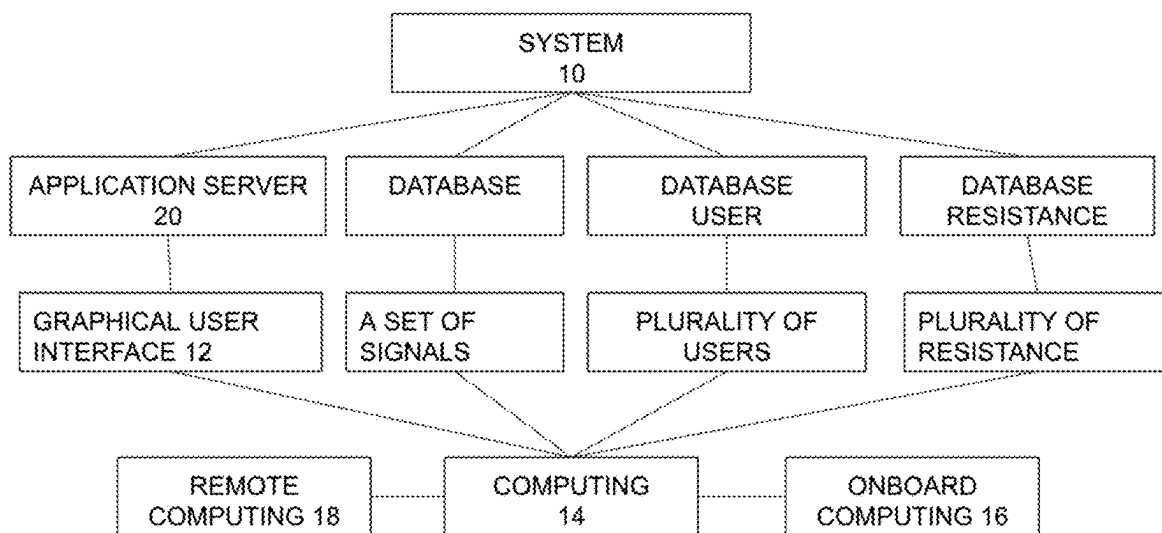 SYSTEM
10
APPLICATION SERVER
20
DATABASE
DATABASE
USER
DATABASE
RESISTANCE
GRAPHICAL USER
INTERFACE 12
A SET OF
SIGNALS
PLURALITY OF
USERS
PLURALITY OF
RESISTANCE
REMOTE
COMPUTING 18
COMPUTING
14
ONBOARD
COMPUTING 16